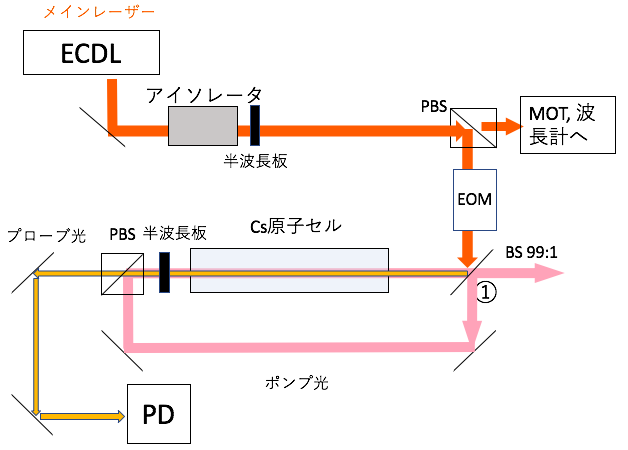 メインレーザー
ECDL
アイソレータ
半波長板
PBS
MOT, 波
長計へ
EOM
プローブ光
PBS
半波長板
Cs原子セル
BS 99:1
①
ポンプ光
PD